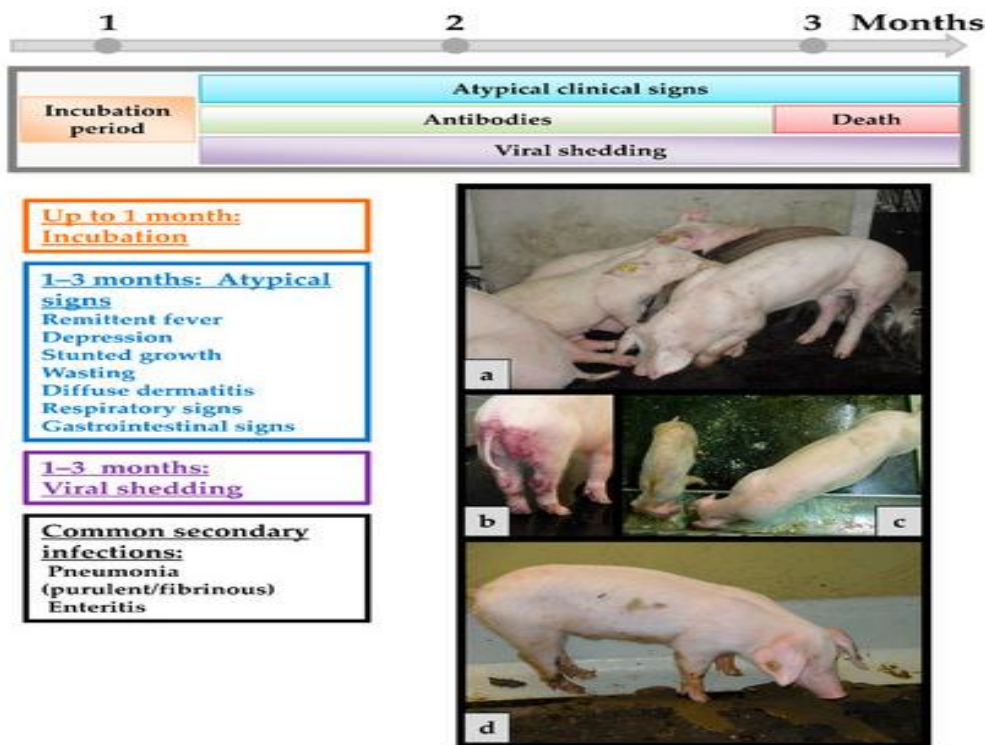 1 2 3 Months
Atypical clinical signs
Incubation
period
Antibodies
Death
Viral shedding
Up to 1 month:
Incubation
1–3 months: Atypical
signs
Remittent fever
Depression
Stunted growth
Wasting
Diffuse dermatitis
Respiratory signs
Gastrointestinal signs
1–3 months:
Viral shedding
Common secondary
infections:
Pneumonia
(purulent/fibrinous)
Enteritis
a
b
c
d